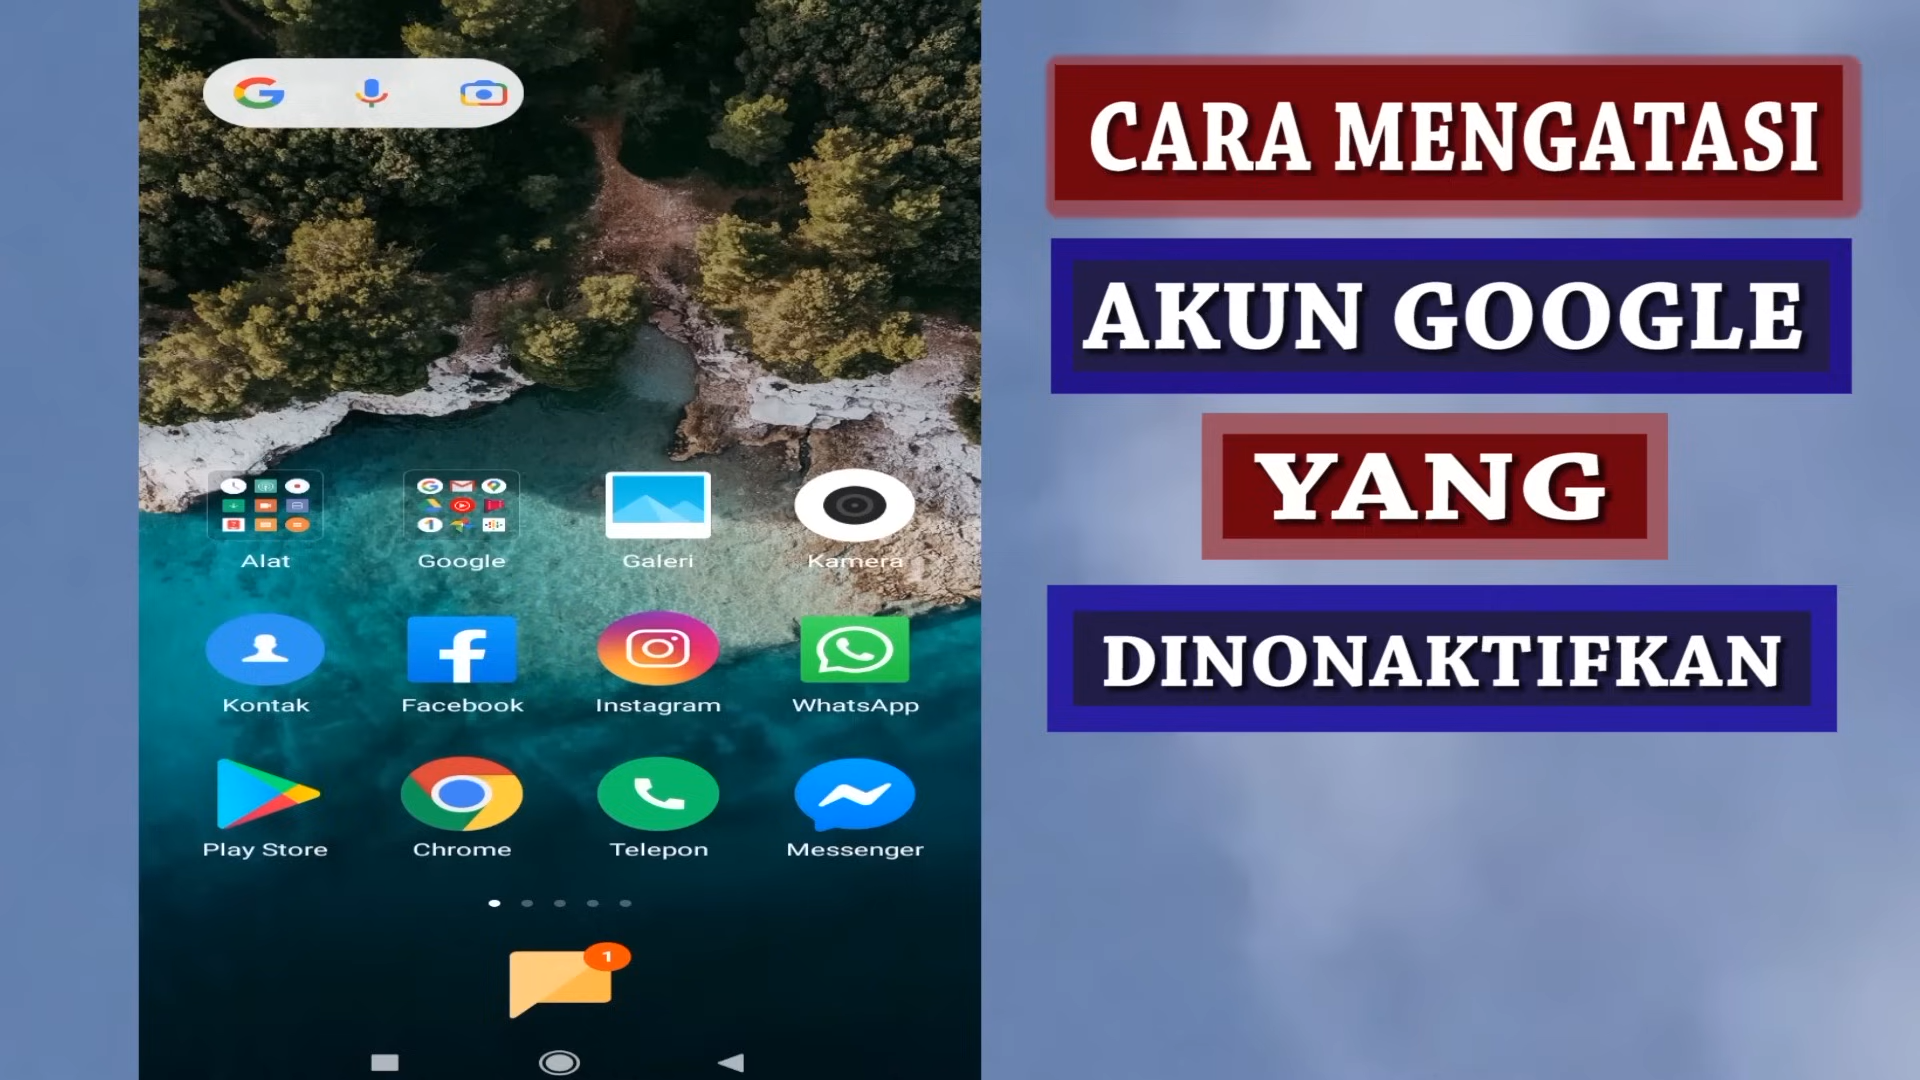 CARA MENGATASI
AKUN GOOGLE
YANG
DINONAKTIFKAN
Alat
Google
Galeri
Kamera
Kontak
Facebook
Instagram
WhatsApp
Play Store
Chrome
Telepon
Messenger
1